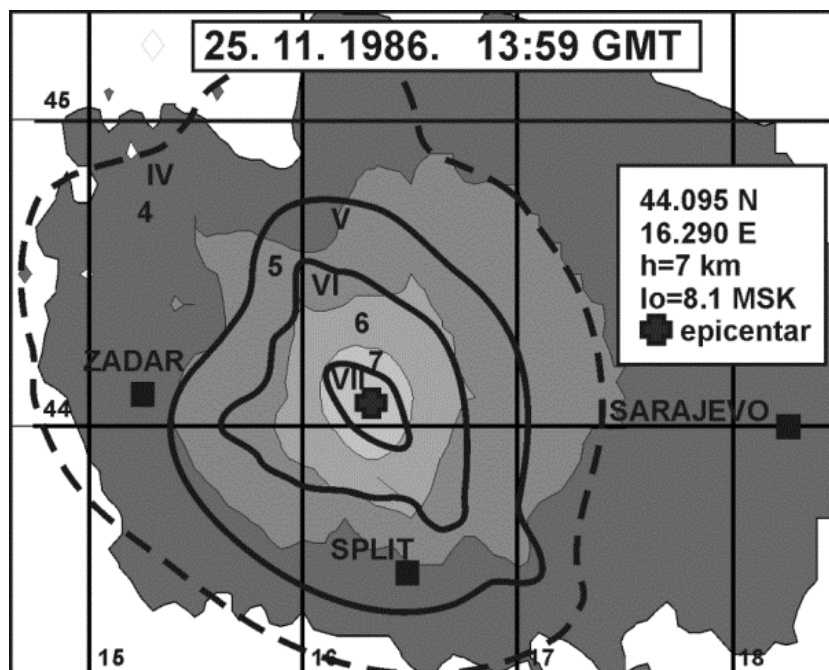 25. 11. 1986. 13:59 GMT
45
IV
4
44.095 N
16.290 E
h=7 km
Io=8.1 MSK
epicentar
V
5
VI
6
7
VII
ZADAR
44
SARAJEVO
SPLIT
15
16
17
18